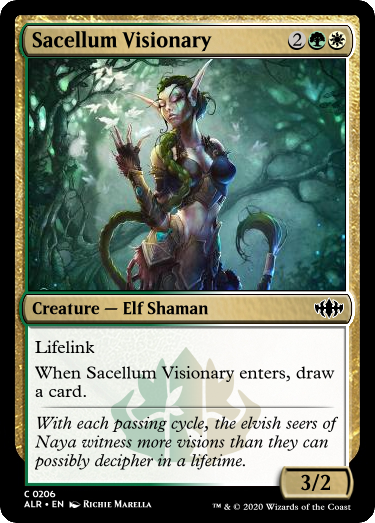 Sacellum Visionary 2
Creature — Elf Shaman
Lifelink
When Sacellum Visionary enters, draw
a card.
With each passing cycle, the elvish seers of
Naya witness more visions than they can
possibly decipher in a lifetime.
3/2
C 0206
ALR • EN Richie Marella
™ & © 2020 Wizards of the Coast